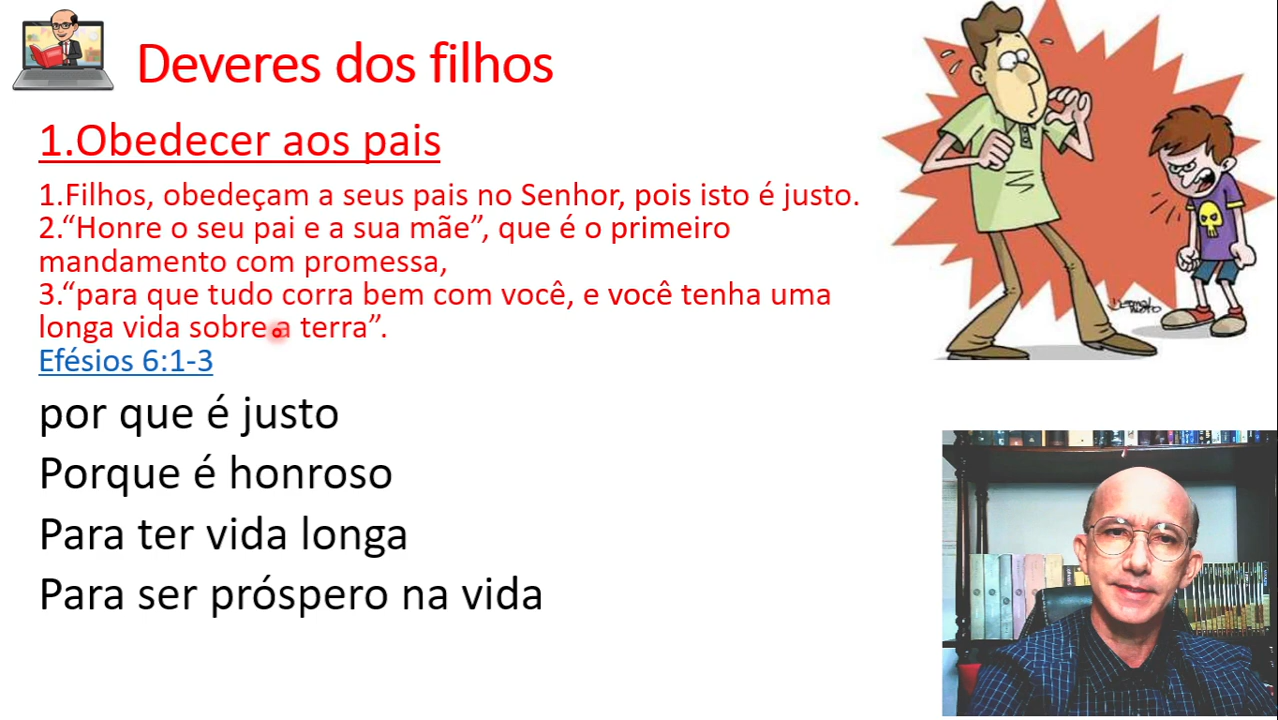 Deveres dos filhos
1.Obedecer aos pais
1.Filhos, obedeçam a seus pais no Senhor, pois isto é justo.
2.“Honre o seu pai e a sua mãe”, que é o primeiro
mandamento com promessa,
3.“para que tudo corra bem com você, e você tenha uma
longa vida sobre a terra”.
Efésios 6:1-3
por que é justo
Porque é honroso
Para ter vida longa
Para ser próspero na vida